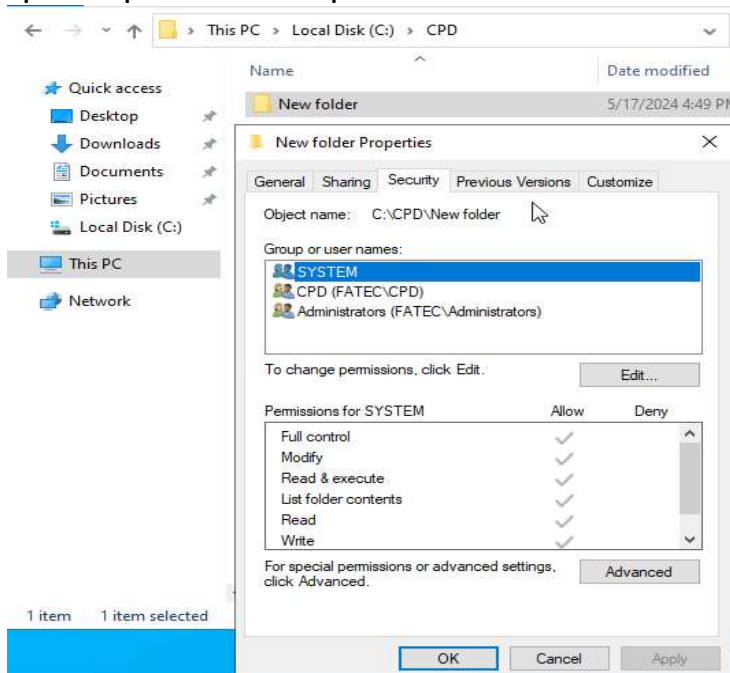 This PC > Local Disk (C:) > CPD
Name
Date modified
Quick access
New folder
5/17/2024 4:49 PM
Desktop
Downloads
Documents
Pictures
Local Disk (C:)
This PC
Network
New folder Properties
General Sharing Security Previous Versions Customize
Object name: C:\CPD\New folder
Group or user names:
SYSTEM
CPD (FATEC\CPD)
Administrators (FATEC\Administrators)
To change permissions, click Edit.
Edit...
Permissions for SYSTEM Allow Deny
Full control
Modify
Read & execute
List folder contents
Read
Write
For special permissions or advanced settings,
click Advanced.
Advanced
1 item 1 item selected
OK Cancel Apply